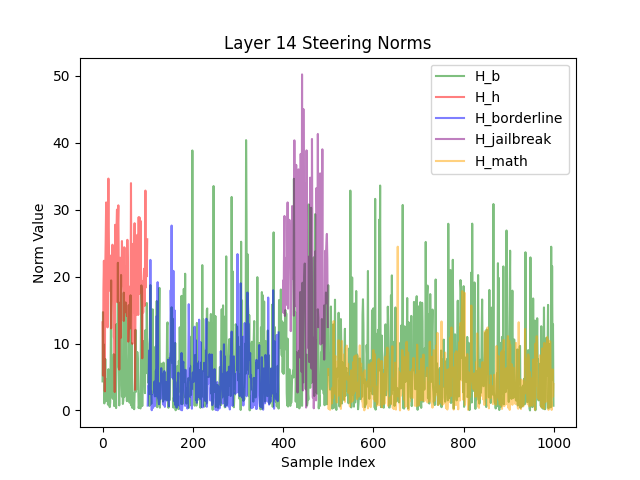 Layer 14 Steering Norms
H_b
H_h
H_borderline
H_jailbreak
H_math
Norm Value
50
40
30
20
10
0
0
200
400
600
800
1000
Sample Index